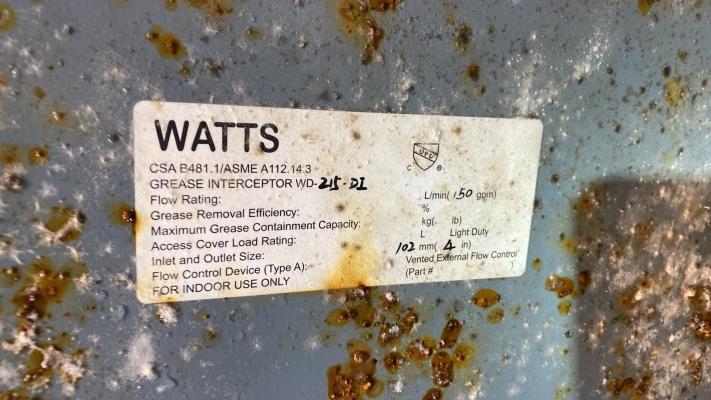 WATTS
CSA B481.1/ASME A112.14.3
UPC
C ®
GREASE INTERCEPTOR WD-215-DI
Flow Rating: L/min( 50 gpm)
Grease Removal Efficiency: %
Maximum Grease Containment Capacity: kg( lb)
Access Cover Load Rating: L Light Duty
Inlet and Outlet Size: 102 mm( 4 in)
Flow Control Device (Type A): Vented External Flow Control
(Part # )
FOR INDOOR USE ONLY